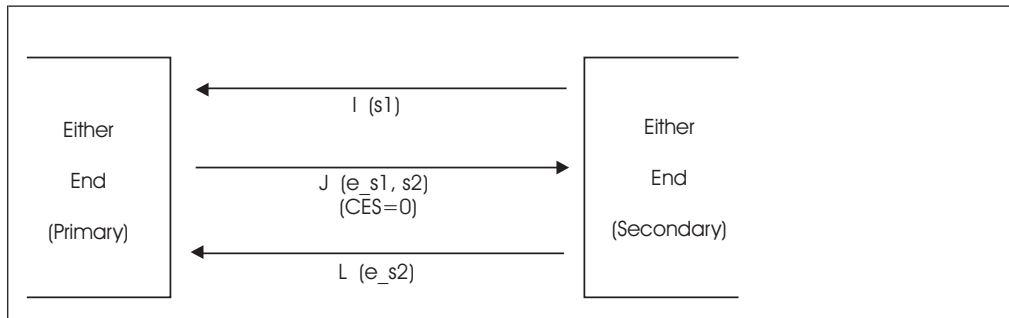 Either
End
(Primary)
I (s1)
J (e_s1, s2)
(CES=0)
L (e_s2)
Either
End
(Secondary)